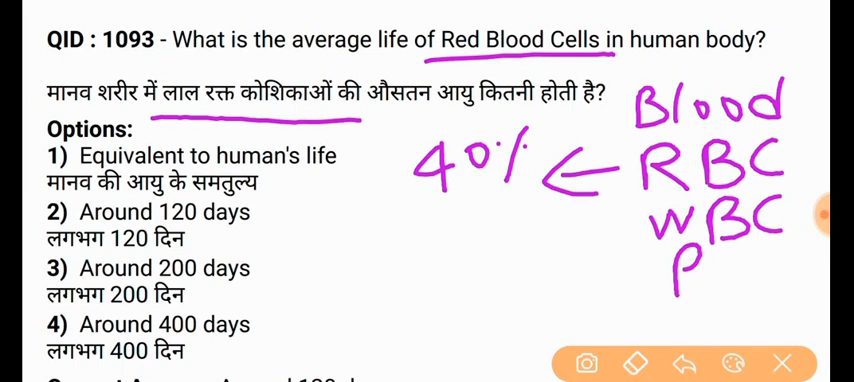 QID : 1093 - What is the average life of Red Blood Cells in human body?
मानव शरीर में लाल रक्त कोशिकाओं की औसतन आयु कितनी होती है?
Options:
1) Equivalent to human's life
मानव की आयु के समतुल्य
2) Around 120 days
लगभग 120 दिन
3) Around 200 days
लगभग 200 दिन
4) Around 400 days
लगभग 400 दिन
Blood
40% ← RBC
WBC
P